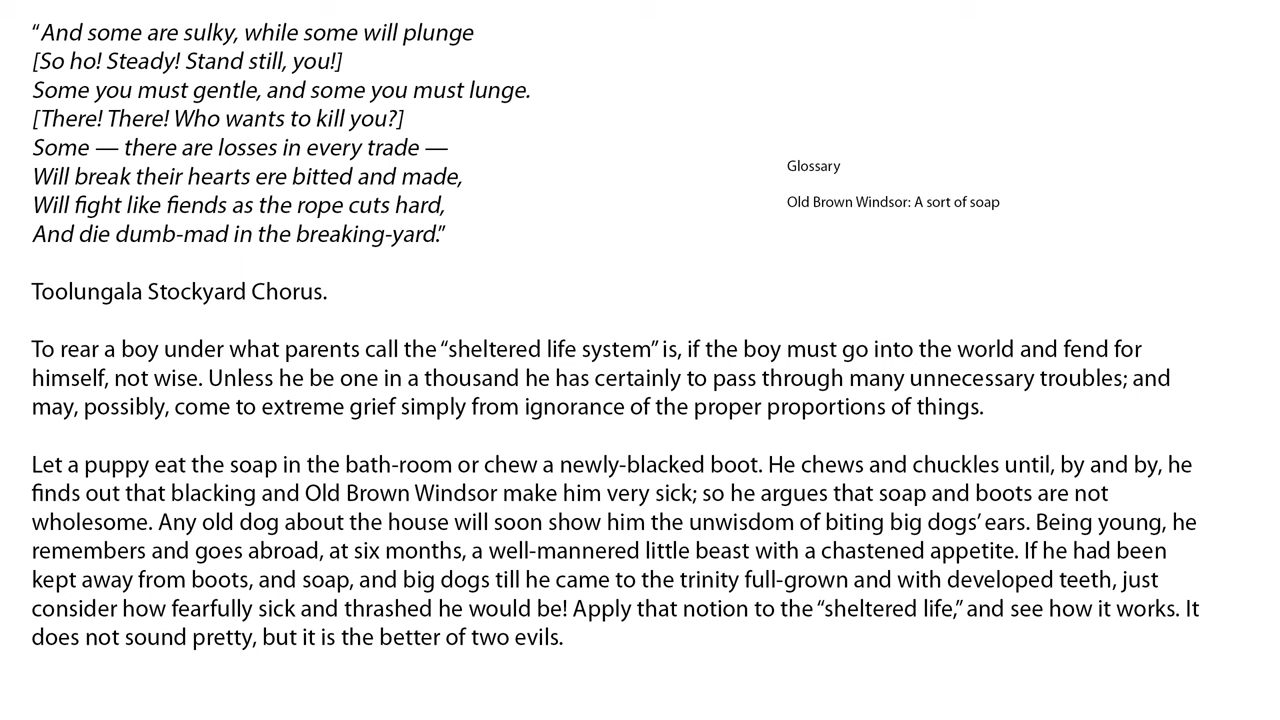 “And some are sulky, while some will plunge
[So ho! Steady! Stand still, you!]
Some you must gentle, and some you must lunge.
[There! There! Who wants to kill you?]
Some — there are losses in every trade —
Will break their hearts ere bitted and made,
Will fight like fiends as the rope cuts hard,
And die dumb-mad in the breaking-yard.”
Toolungala Stockyard Chorus.
To rear a boy under what parents call the “sheltered life system” is, if the boy must go into the world and fend for
himself, not wise. Unless he be one in a thousand he has certainly to pass through many unnecessary troubles; and
may, possibly, come to extreme grief simply from ignorance of the proper proportions of things.
Let a puppy eat the soap in the bath-room or chew a newly-blacked boot. He chews and chuckles until, by and by, he
finds out that blacking and Old Brown Windsor make him very sick; so he argues that soap and boots are not
wholesome. Any old dog about the house will soon show him the unwisdom of biting big dogs’ ears. Being young, he
remembers and goes abroad, at six months, a well-mannered little beast with a chastened appetite. If he had been
kept away from boots, and soap, and big dogs till he came to the trinity full-grown and with developed teeth, just
consider how fearfully sick and thrashed he would be! Apply that notion to the “sheltered life,” and see how it works. It
does not sound pretty, but it is the better of two evils.
Glossary
Old Brown Windsor: A sort of soap